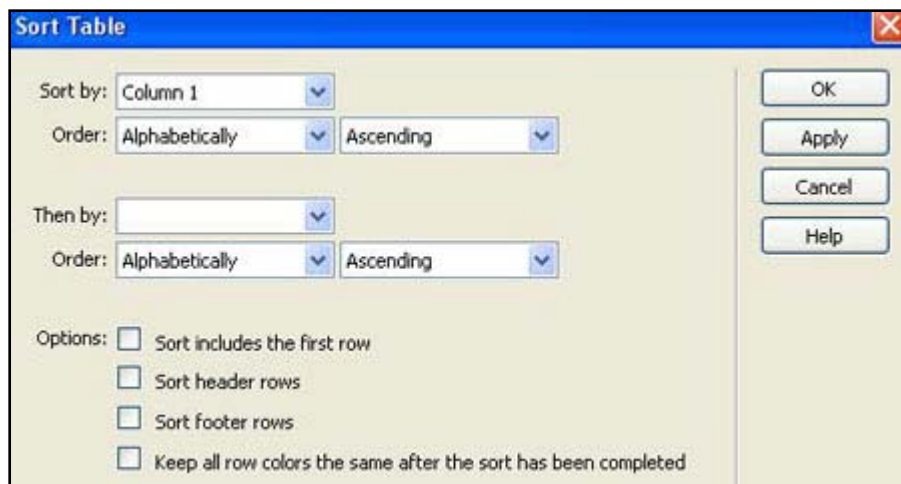 Sort Table
Sort by: Column 1
Order: Alphabetically Ascending
Then by:
Order: Alphabetically Ascending
Options: Sort includes the first row
Sort header rows
Sort footer rows
Keep all row colors the same after the sort has been completed
OK
Apply
Cancel
Help